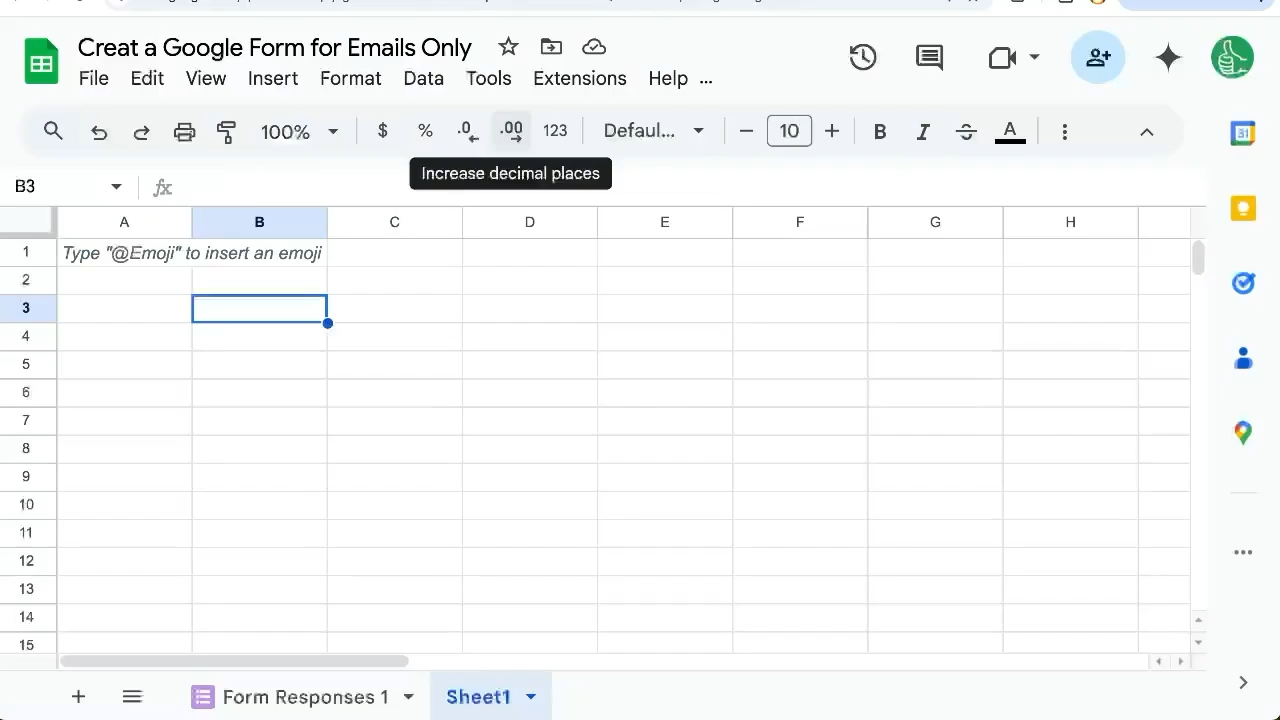 Creat a Google Form for Emails Only
File Edit View Insert Format Data Tools Extensions Help ...
100% $ % .0 .00 123 Defaul... 10 B I S A
Increase decimal places
B3 fx
A B C D E F G H
1 Type "@Emoji" to insert an emoji
2
3
4
5
6
7
8
9
10
11
12
13
14
15
Form Responses 1 Sheet1